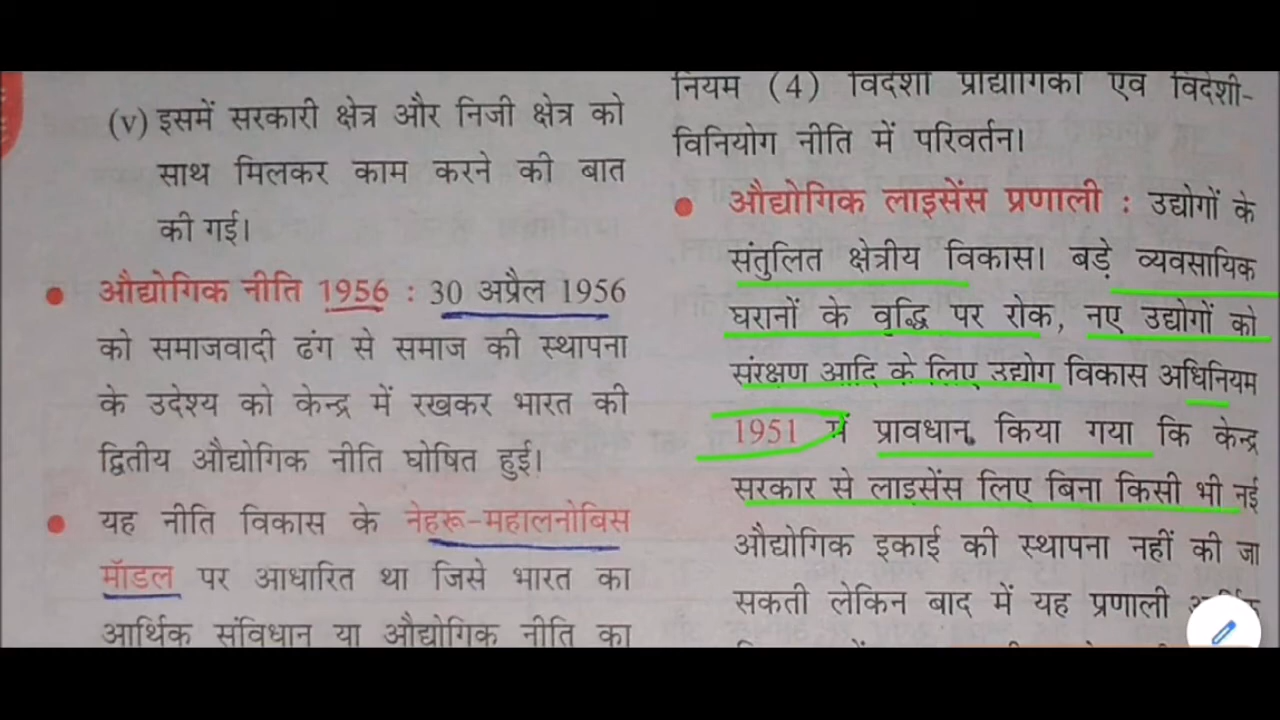 (v) इसमें सरकारी क्षेत्र और निजी क्षेत्र को
साथ मिलकर काम करने की बात
की गई।
• औद्योगिक नीति 1956 : 30 अप्रैल 1956
को समाजवादी ढंग से समाज की स्थापना
के उदेश्य को केन्द्र में रखकर भारत की
द्वितीय औद्योगिक नीति घोषित हुई।
• यह नीति विकास के नेहरू-महालनोबिस
मॉडल पर आधारित था जिसे भारत का
आर्थिक संविधान या औद्योगिक नीति का
नियम (4) विदेशी प्रौद्योगिकी एवं विदेशी-
विनियोग नीति में परिवर्तन।
• औद्योगिक लाइसेंस प्रणाली : उद्योगों के
संतुलित क्षेत्रीय विकास। बड़े व्यवसायिक
घरानों के वृद्धि पर रोक, नए उद्योगों को
संरक्षण आदि के लिए उद्योग विकास अधिनियम
1951 में प्रावधान किया गया कि केन्द्र
सरकार से लाइसेंस लिए बिना किसी भी नई
औद्योगिक इकाई की स्थापना नहीं की जा
सकती लेकिन बाद में यह प्रणाली